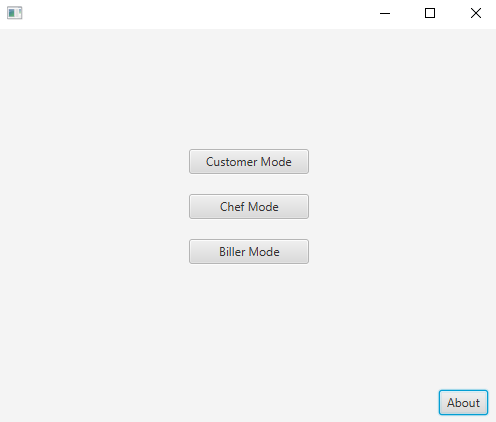 Customer Mode
Chef Mode
Biller Mode
About